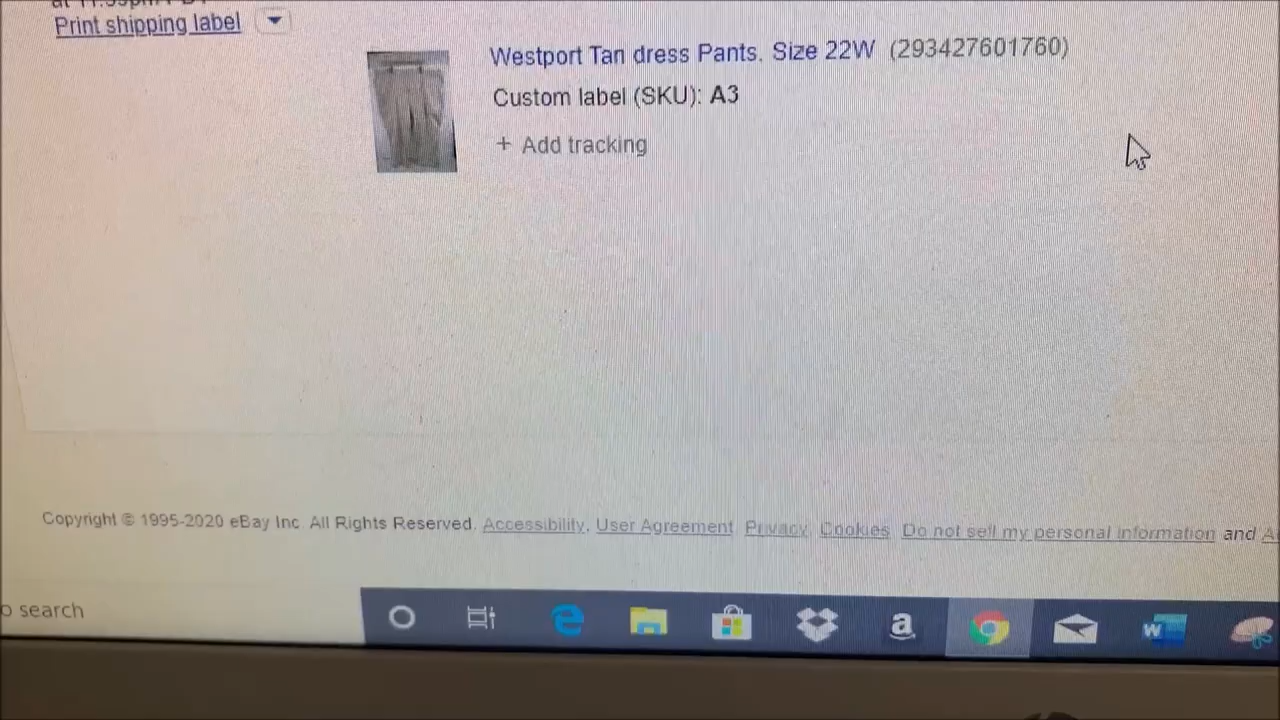 Print shipping label
Westport Tan dress Pants. Size 22W (293427601760)
Custom label (SKU): A3
+ Add tracking
Copyright © 1995-2020 eBay Inc. All Rights Reserved. Accessibility, User Agreement Privacy Cookies Do not sell my personal information and
o search